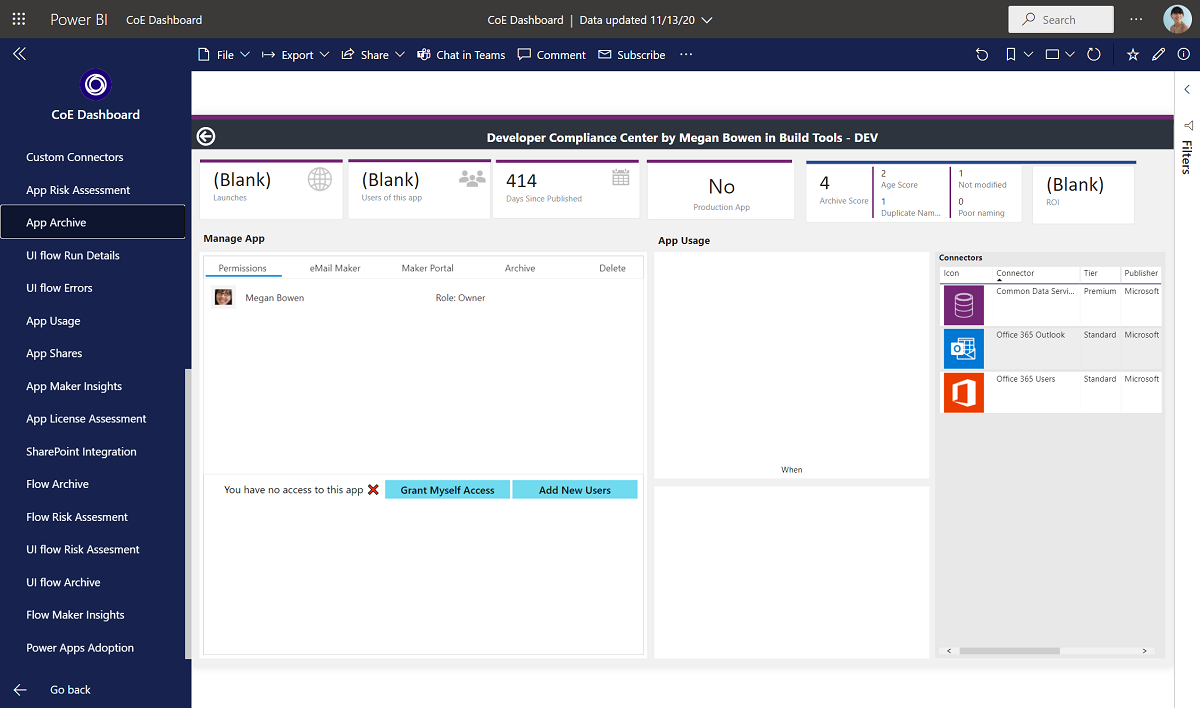 Power BI CoE Dashboard CoE Dashboard | Data updated 11/13/20 Search
File Export Share Chat in Teams Comment Subscribe
CoE Dashboard
Custom Connectors
App Risk Assessment
App Archive
UI flow Run Details
UI flow Errors
App Usage
App Shares
App Maker Insights
App License Assessment
SharePoint Integration
Flow Archive
Flow Risk Assesment
UI flow Risk Assesment
UI flow Archive
Flow Maker Insights
Power Apps Adoption
Go back
Developer Compliance Center by Megan Bowen in Build Tools - DEV
(Blank)
Launches
(Blank)
Users of this app
414
Days Since Published
No
Production App
4
Archive Score
2
Age Score
1
Duplicate Nam...
1
Not modified
0
Poor naming
(Blank)
ROI
Manage App
Permissions eMail Maker Maker Portal Archive Delete
Megan Bowen Role: Owner
You have no access to this app Grant Myself Access Add New Users
App Usage
When
Connectors
Icon Connector Tier Publisher
Common Data Servi... Premium Microsoft
Office 365 Outlook Standard Microsoft
Office 365 Users Standard Microsoft
Filters